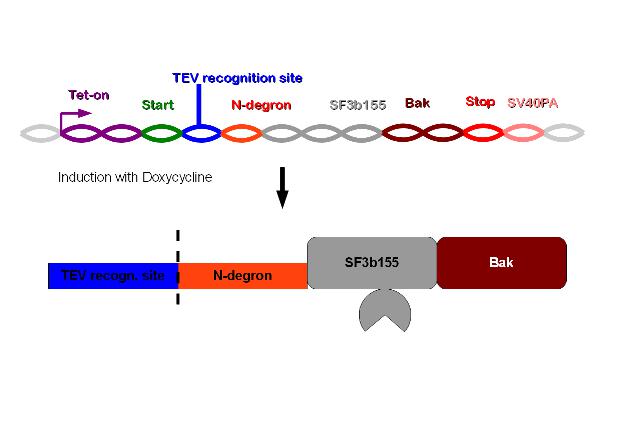 TEV recognition site
Tet-on
Start
N-degron
SF3b155
Bak
Stop
SV40PA
Induction with Doxycycline
TEV recogn. site
N-degron
SF3b155
Bak